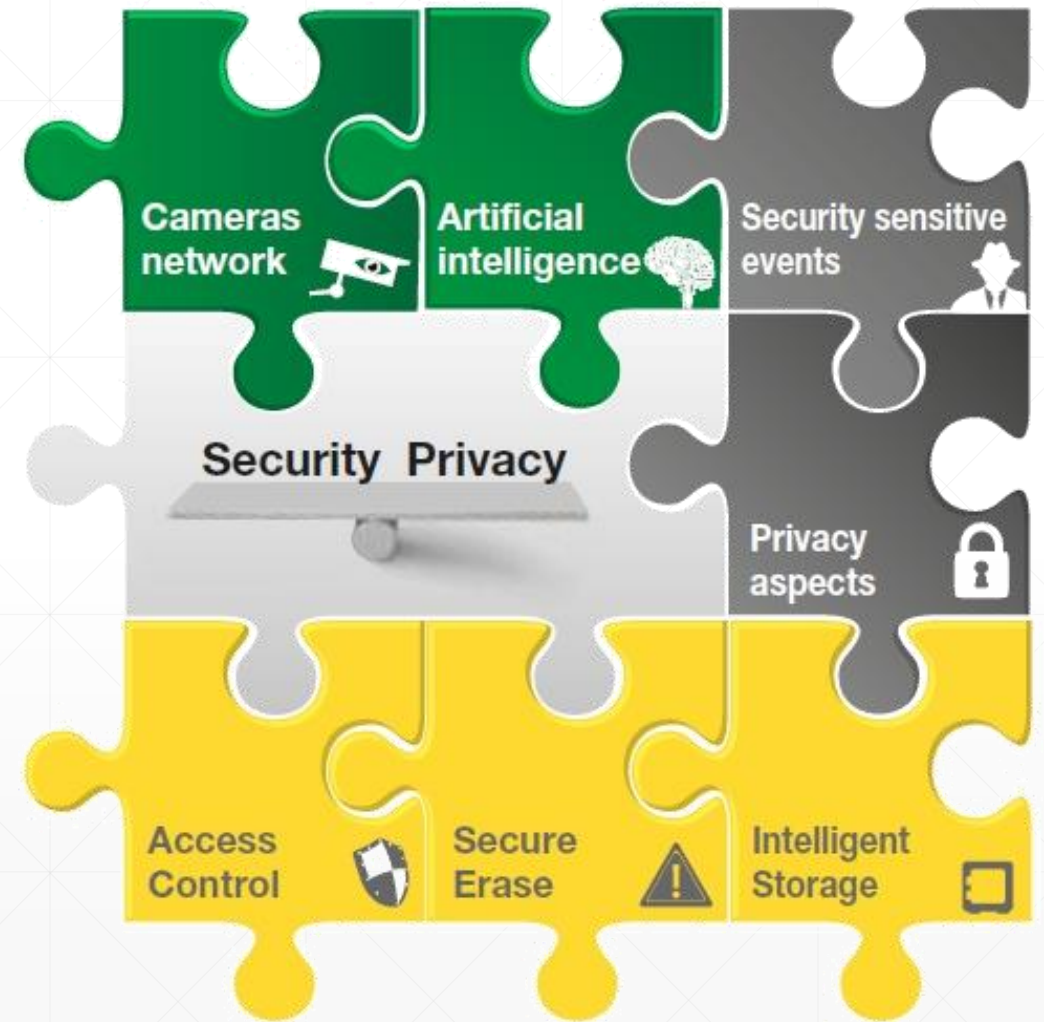 Cameras
network
Artificial
intelligence
Security sensitive
events
Security Privacy
Privacy
aspects
Access
Control
Secure
Erase
Intelligent
Storage